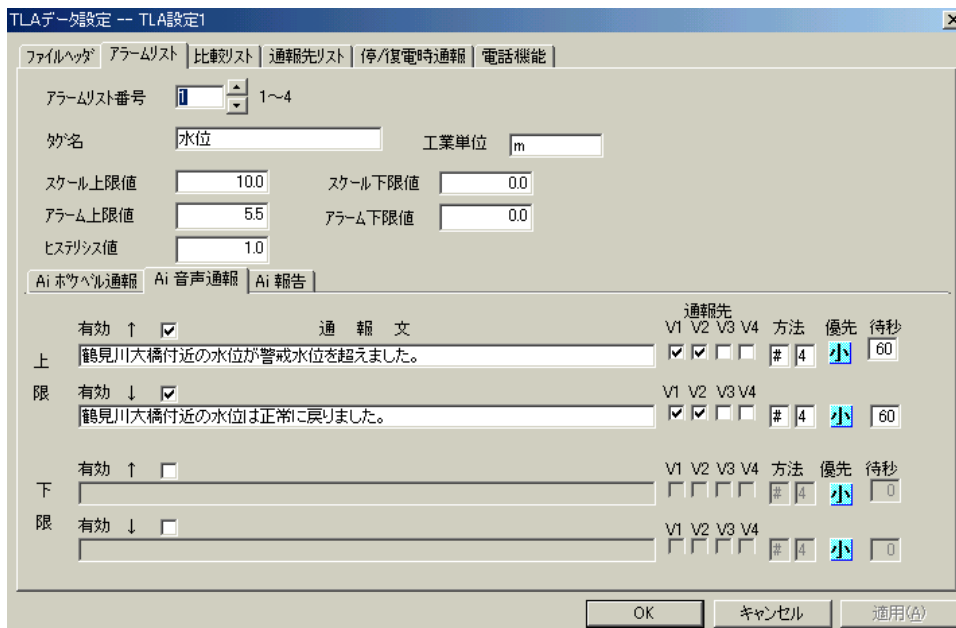 TLAデータ設定 -- TLA設定1
ファイルヘッダ アラームリスト 比較リスト 通報先リスト 停/復電時通報 電話機能
アラームリスト番号 1 1～4
タグ名 水位 工業単位 m
スケール上限値 10.0 スケール下限値 0.0
アラーム上限値 5.5 アラーム下限値 0.0
ヒステリシス値 1.0
Ai ポケベル通報 Ai 音声通報 Ai 報告
通報先
有効 ↑ 通 報 文 V1 V2 V3 V4 方法 優先 待秒
上 鶴見川大橋付近の水位が警戒水位を超えました。 # 4 小 60
限 有効 ↓ V1 V2 V3 V4
鶴見川大橋付近の水位は正常に戻りました。 # 4 小 60
有効 ↑ V1 V2 V3 V4 方法 優先 待秒
下 # 4 小 0
限 有効 ↓ V1 V2 V3 V4
# 4 小 0
OK キャンセル 適用(A)